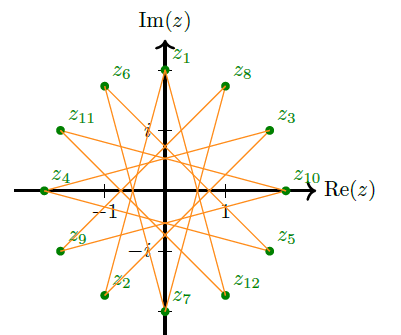 Im(z)
z₁
z₆ z₈
z₁₁ i z₃
z₄ z₁₀ Re(z)
−1 1
z₉ −i z₅
z₂ z₁₂
z₇